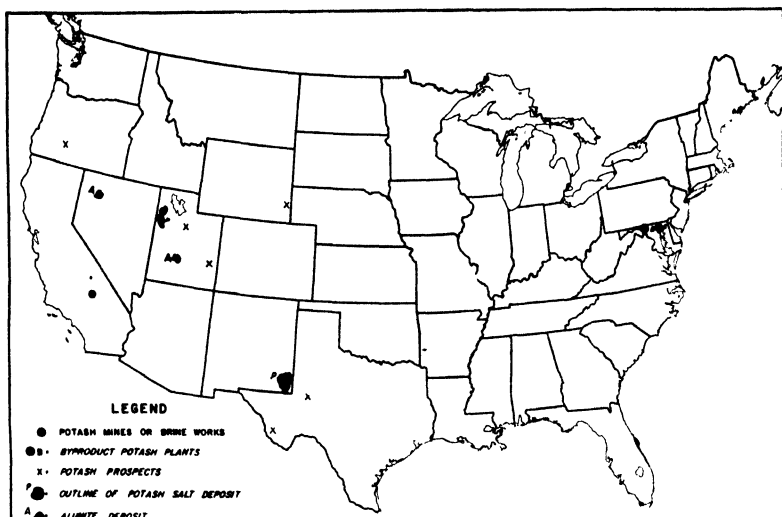 A
A
P
LEGEND
POTASH MINES OR BRINE WORKS
B - BYPRODUCT POTASH PLANTS
X - POTASH PROSPECTS
P - OUTLINE OF POTASH SALT DEPOSIT
A - ALUNITE DEPOSIT